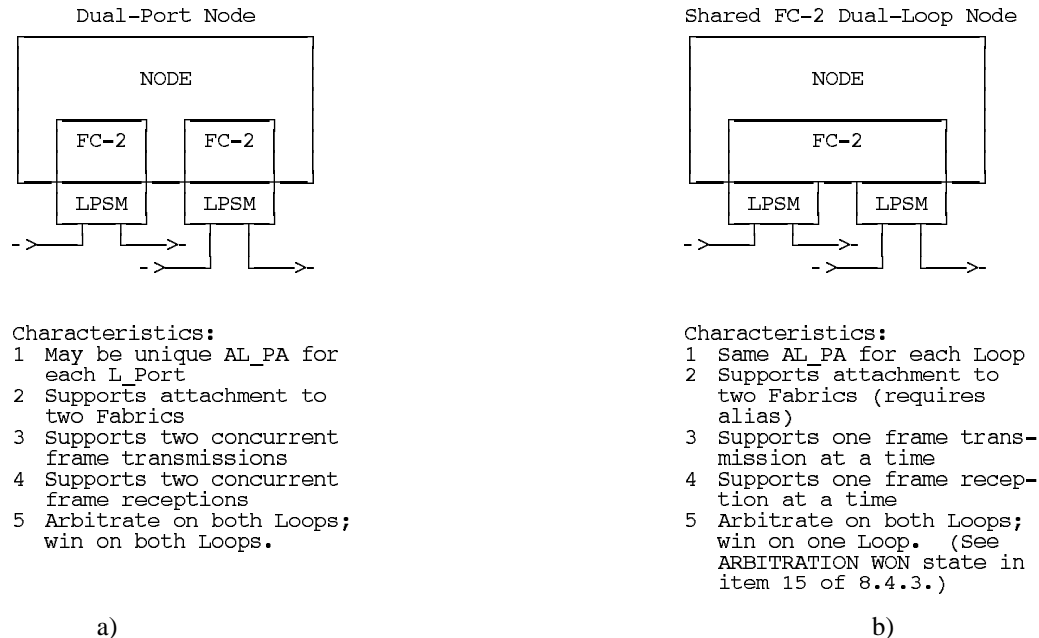 Dual-Port Node
NODE
FC-2 FC-2
LPSM LPSM
Characteristics:
1 May be unique AL_PA for
each L_Port
2 Supports attachment to
two Fabrics
3 Supports two concurrent
frame transmissions
4 Supports two concurrent
frame receptions
5 Arbitrate on both Loops;
win on both Loops.
a)
Shared FC-2 Dual-Loop Node
NODE
FC-2
LPSM LPSM
Characteristics:
1 Same AL_PA for each Loop
2 Supports attachment to
two Fabrics (requires
alias)
3 Supports one frame trans-
mission at a time
4 Supports one frame recep-
tion at a time
5 Arbitrate on both Loops;
win on one Loop. (See
ARBITRATION WON state in
item 15 of 8.4.3.)
b)